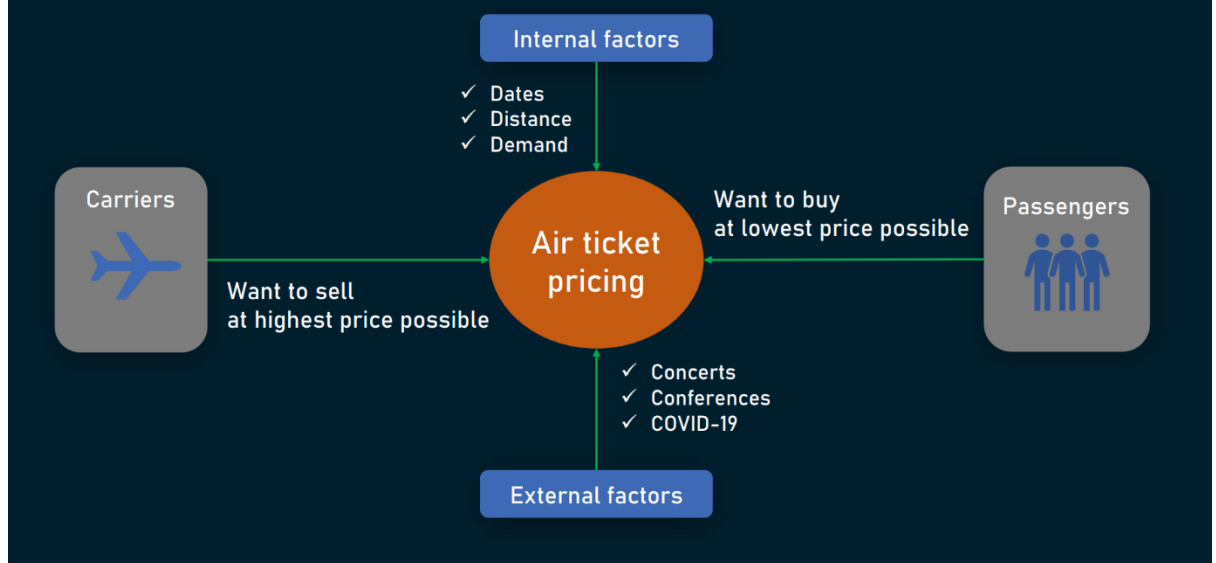 Internal factors
✓ Dates
✓ Distance
✓ Demand
Carriers
Want to sell
at highest price possible
Air ticket
pricing
Want to buy
at lowest price possible
Passengers
✓ Concerts
✓ Conferences
✓ COVID-19
External factors